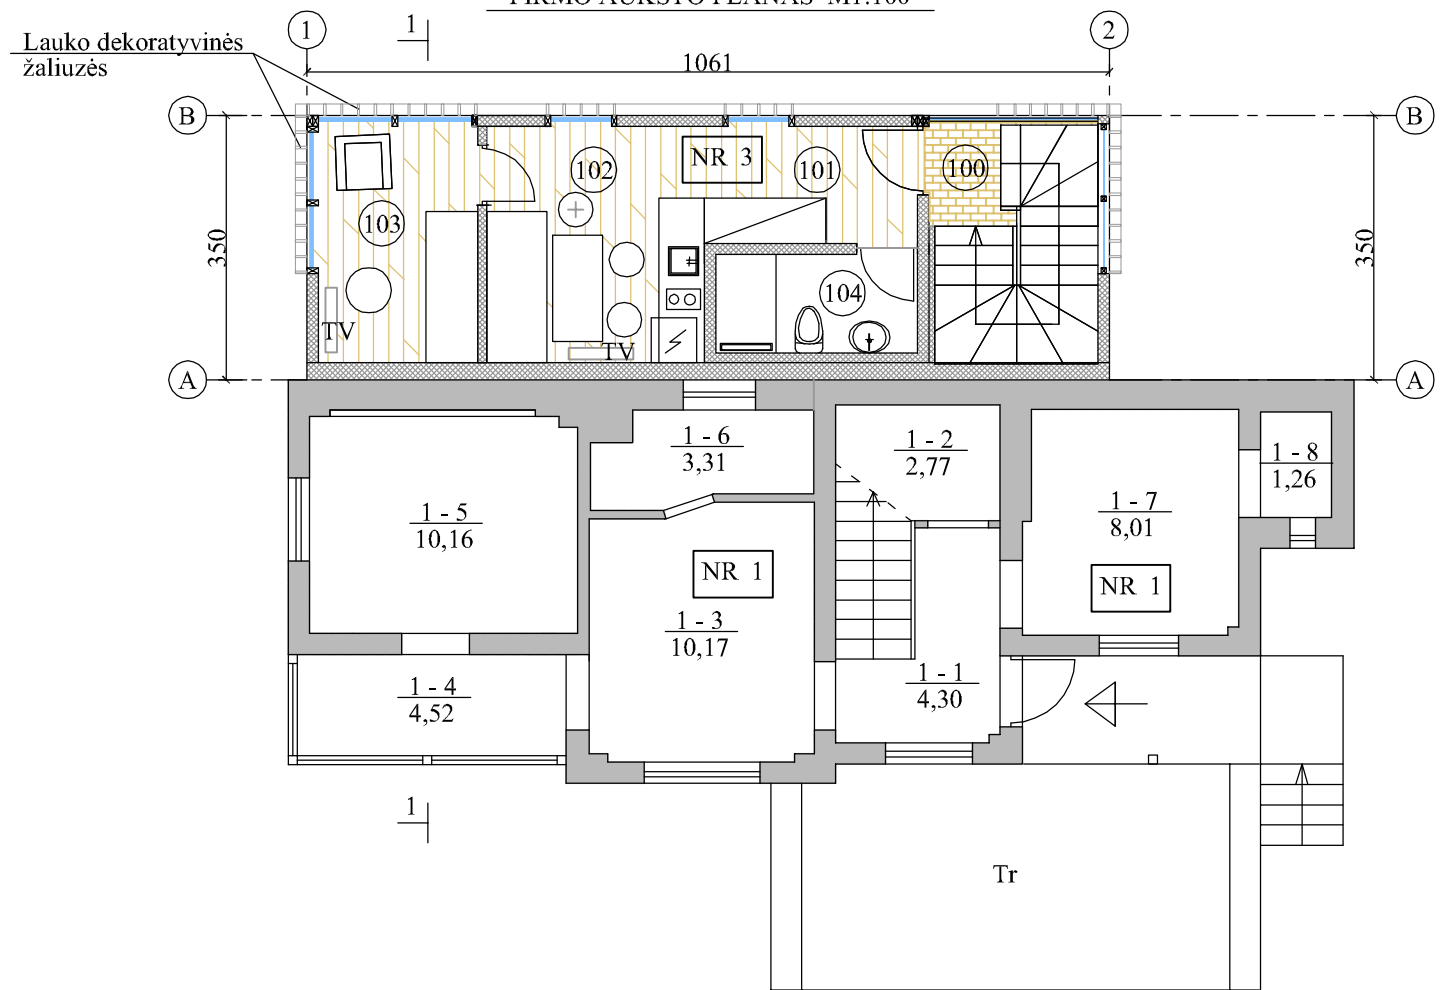 PIRMO AUKŠTO PLANAS M1:100
1 1 2
Lauko dekoratyvinės
žaliuzės
1061
B B
NR 3
102 101 100
103
350 350
104
TV
TV
A A
1 - 6
3,31
1 - 2
2,77
1 - 8
1,26
1 - 5
10,16
1 - 7
8,01
NR 1
NR 1
1 - 3
10,17
1 - 4
4,52
1 - 1
4,30
1
Tr